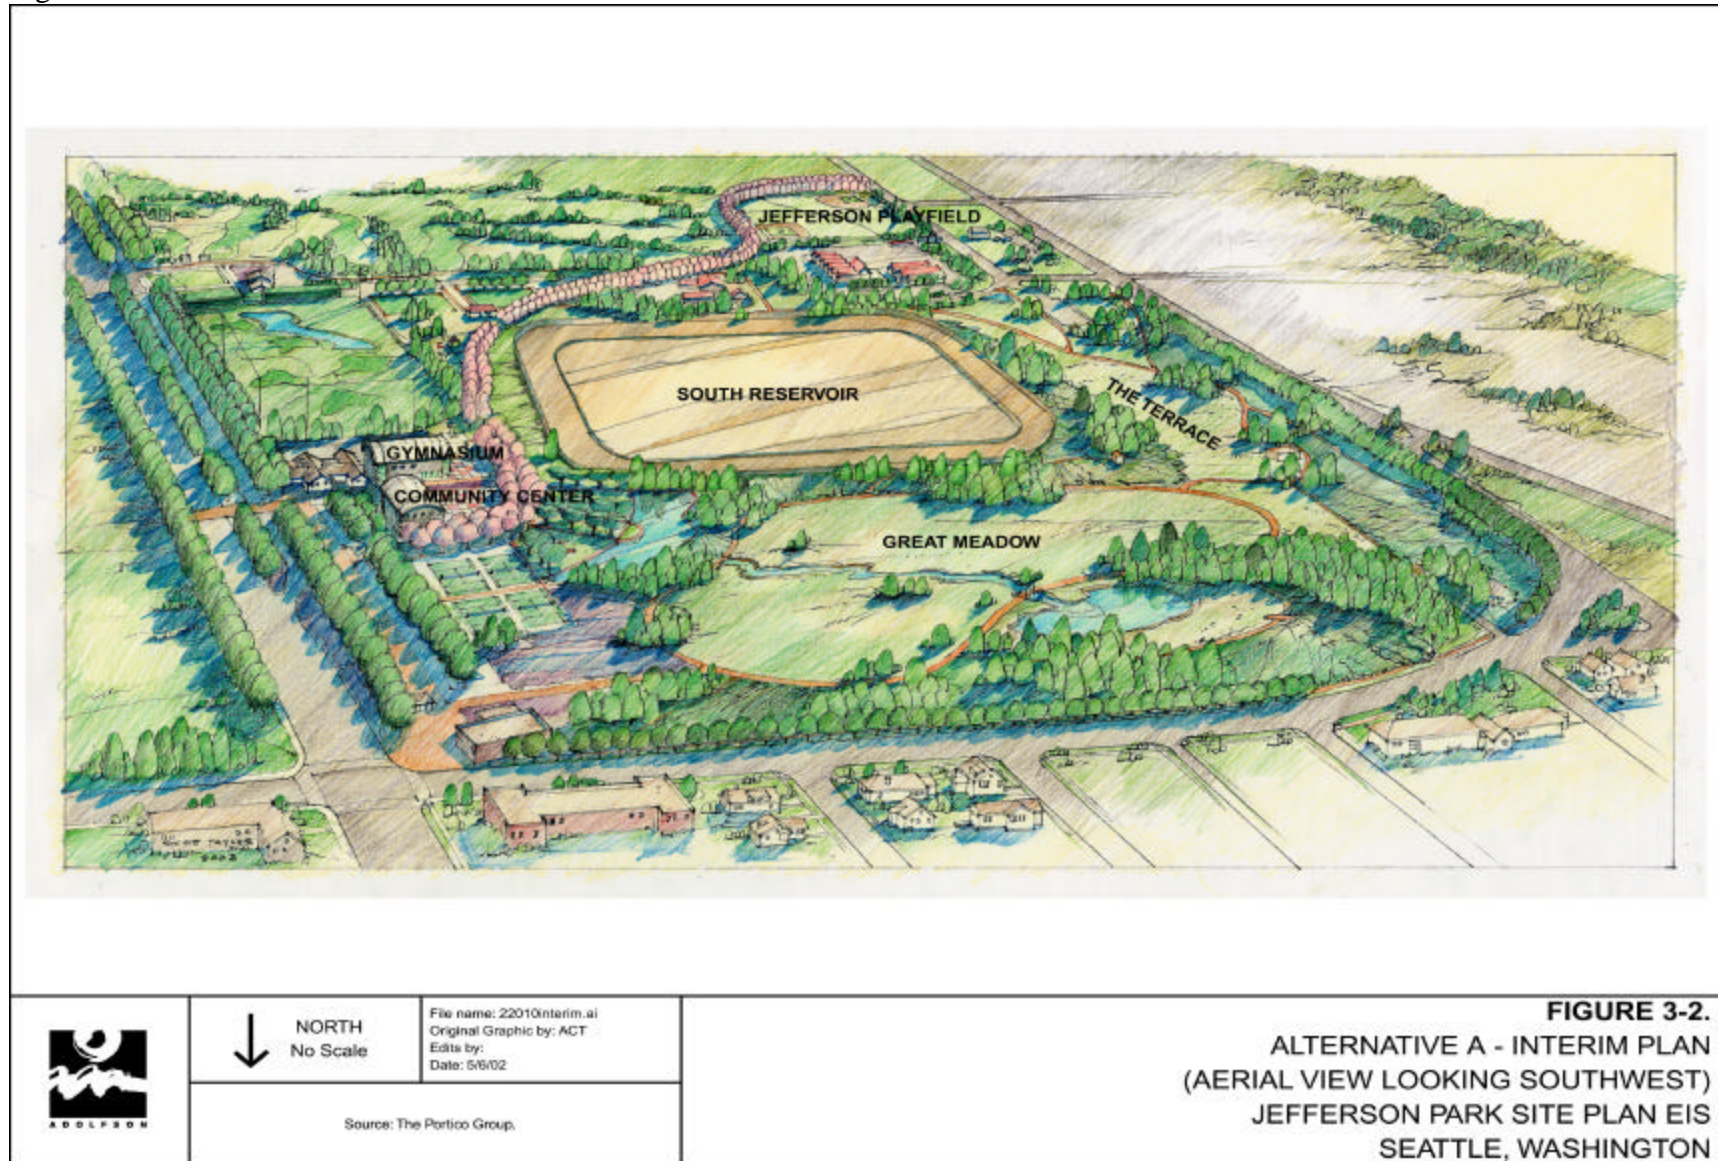 JEFFERSON PLAYFIELD
SOUTH RESERVOIR
THE TERRACE
GYMNASIUM
COMMUNITY CENTER
GREAT MEADOW
ADOLFSON
NORTH
No Scale
File name: 22010interim.ai
Original Graphic by: ACT
Edits by:
Date: 5/6/02
Source: The Portico Group.
FIGURE 3-2.
ALTERNATIVE A - INTERIM PLAN
(AERIAL VIEW LOOKING SOUTHWEST)
JEFFERSON PARK SITE PLAN EIS
SEATTLE, WASHINGTON